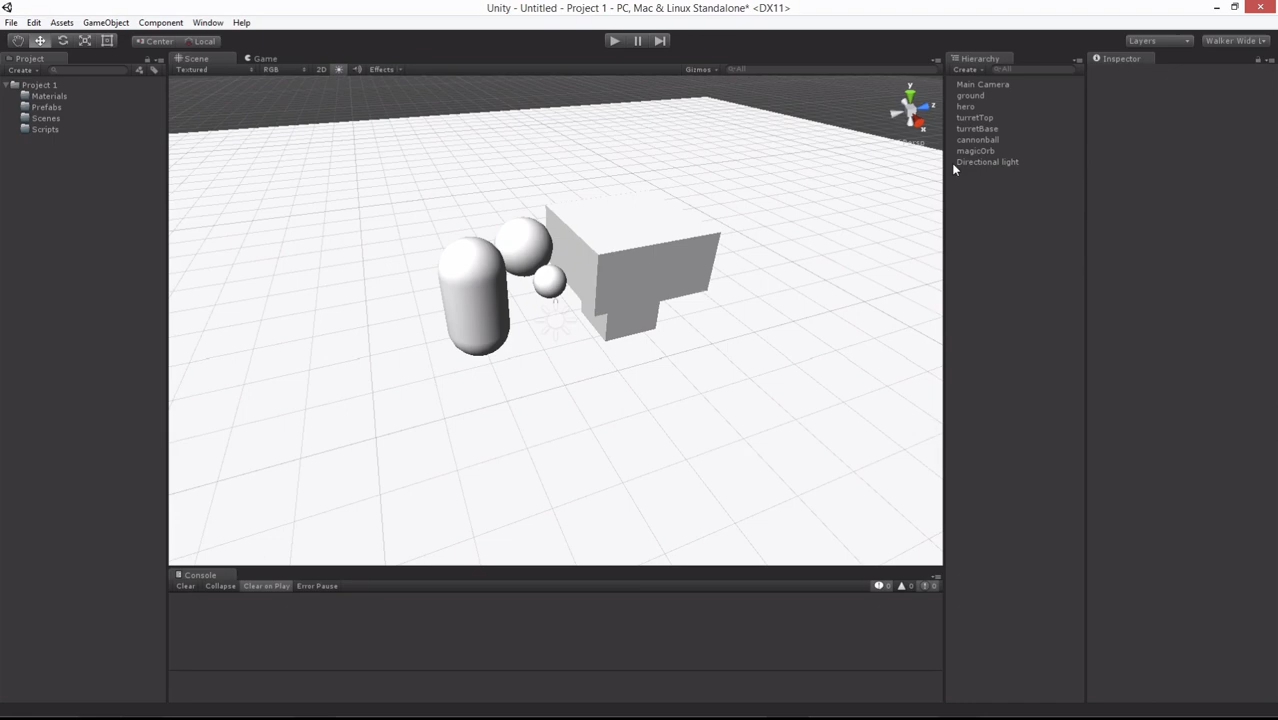 Unity - Untitled - Project 1 - PC, Mac & Linux Standalone* <DX11>
File Edit Assets GameObject Component Window Help
Center Local Layers Walker Wide L
Project Scene Game Hierarchy Inspector
Create Textured RGB 2D Effects Gizmos All Create All
Project 1
Materials
Prefabs
Scenes
Scripts
y
z
x
Main Camera
ground
hero
turretTop
turretBase
cannonball
magicOrb
Directional light
Console
Clear Collapse Clear on Play Error Pause 0 0 0